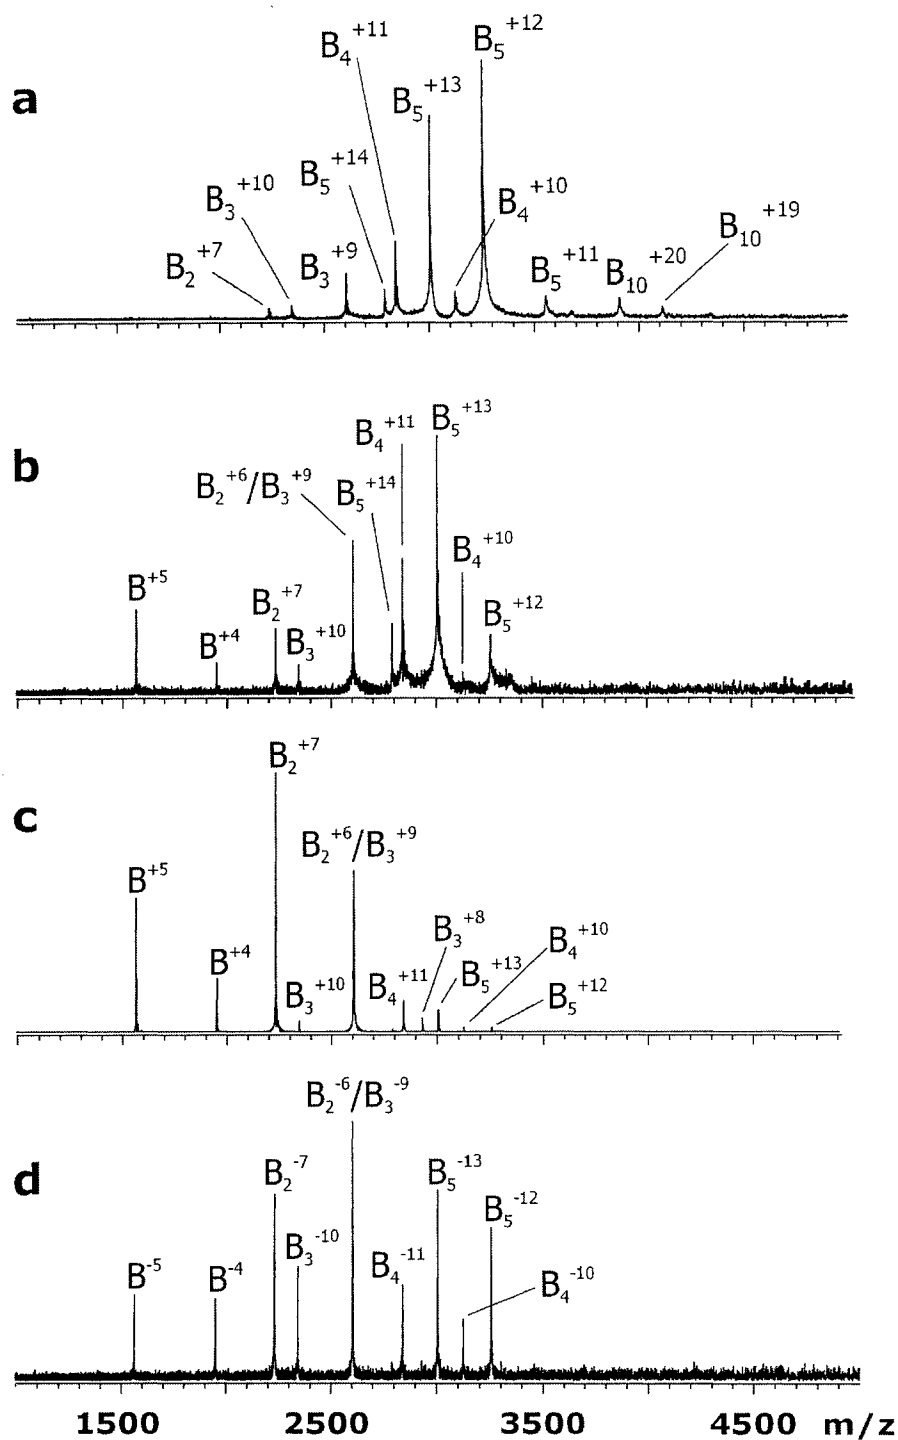 a
B₄⁺¹¹
B₅⁺¹²
B₅⁺¹³
B₅⁺¹⁴
B₃⁺¹⁰
B₄⁺¹⁰
B₁₀⁺¹⁹
B₂⁺⁷
B₃⁺⁹
B₅⁺¹¹
B₁₀⁺²⁰
b
B₄⁺¹¹
B₅⁺¹³
B₂⁺⁶/B₃⁺⁹
B₅⁺¹⁴
B₄⁺¹⁰
B⁺⁵
B₂⁺⁷
B₅⁺¹²
B⁺⁴
B₃⁺¹⁰
c
B₂⁺⁷
B₂⁺⁶/B₃⁺⁹
B⁺⁵
B₃⁺⁸
B₄⁺¹⁰
B⁺⁴
B₃⁺¹⁰
B₄⁺¹¹
B₅⁺¹³
B₅⁺¹²
d
B₂⁻⁶/B₃⁻⁹
B₂⁻⁷
B₅⁻¹³
B₅⁻¹²
B₃⁻¹⁰
B₄⁻¹¹
B⁻⁵
B⁻⁴
B₄⁻¹⁰
1500 2500 3500 4500 m/z